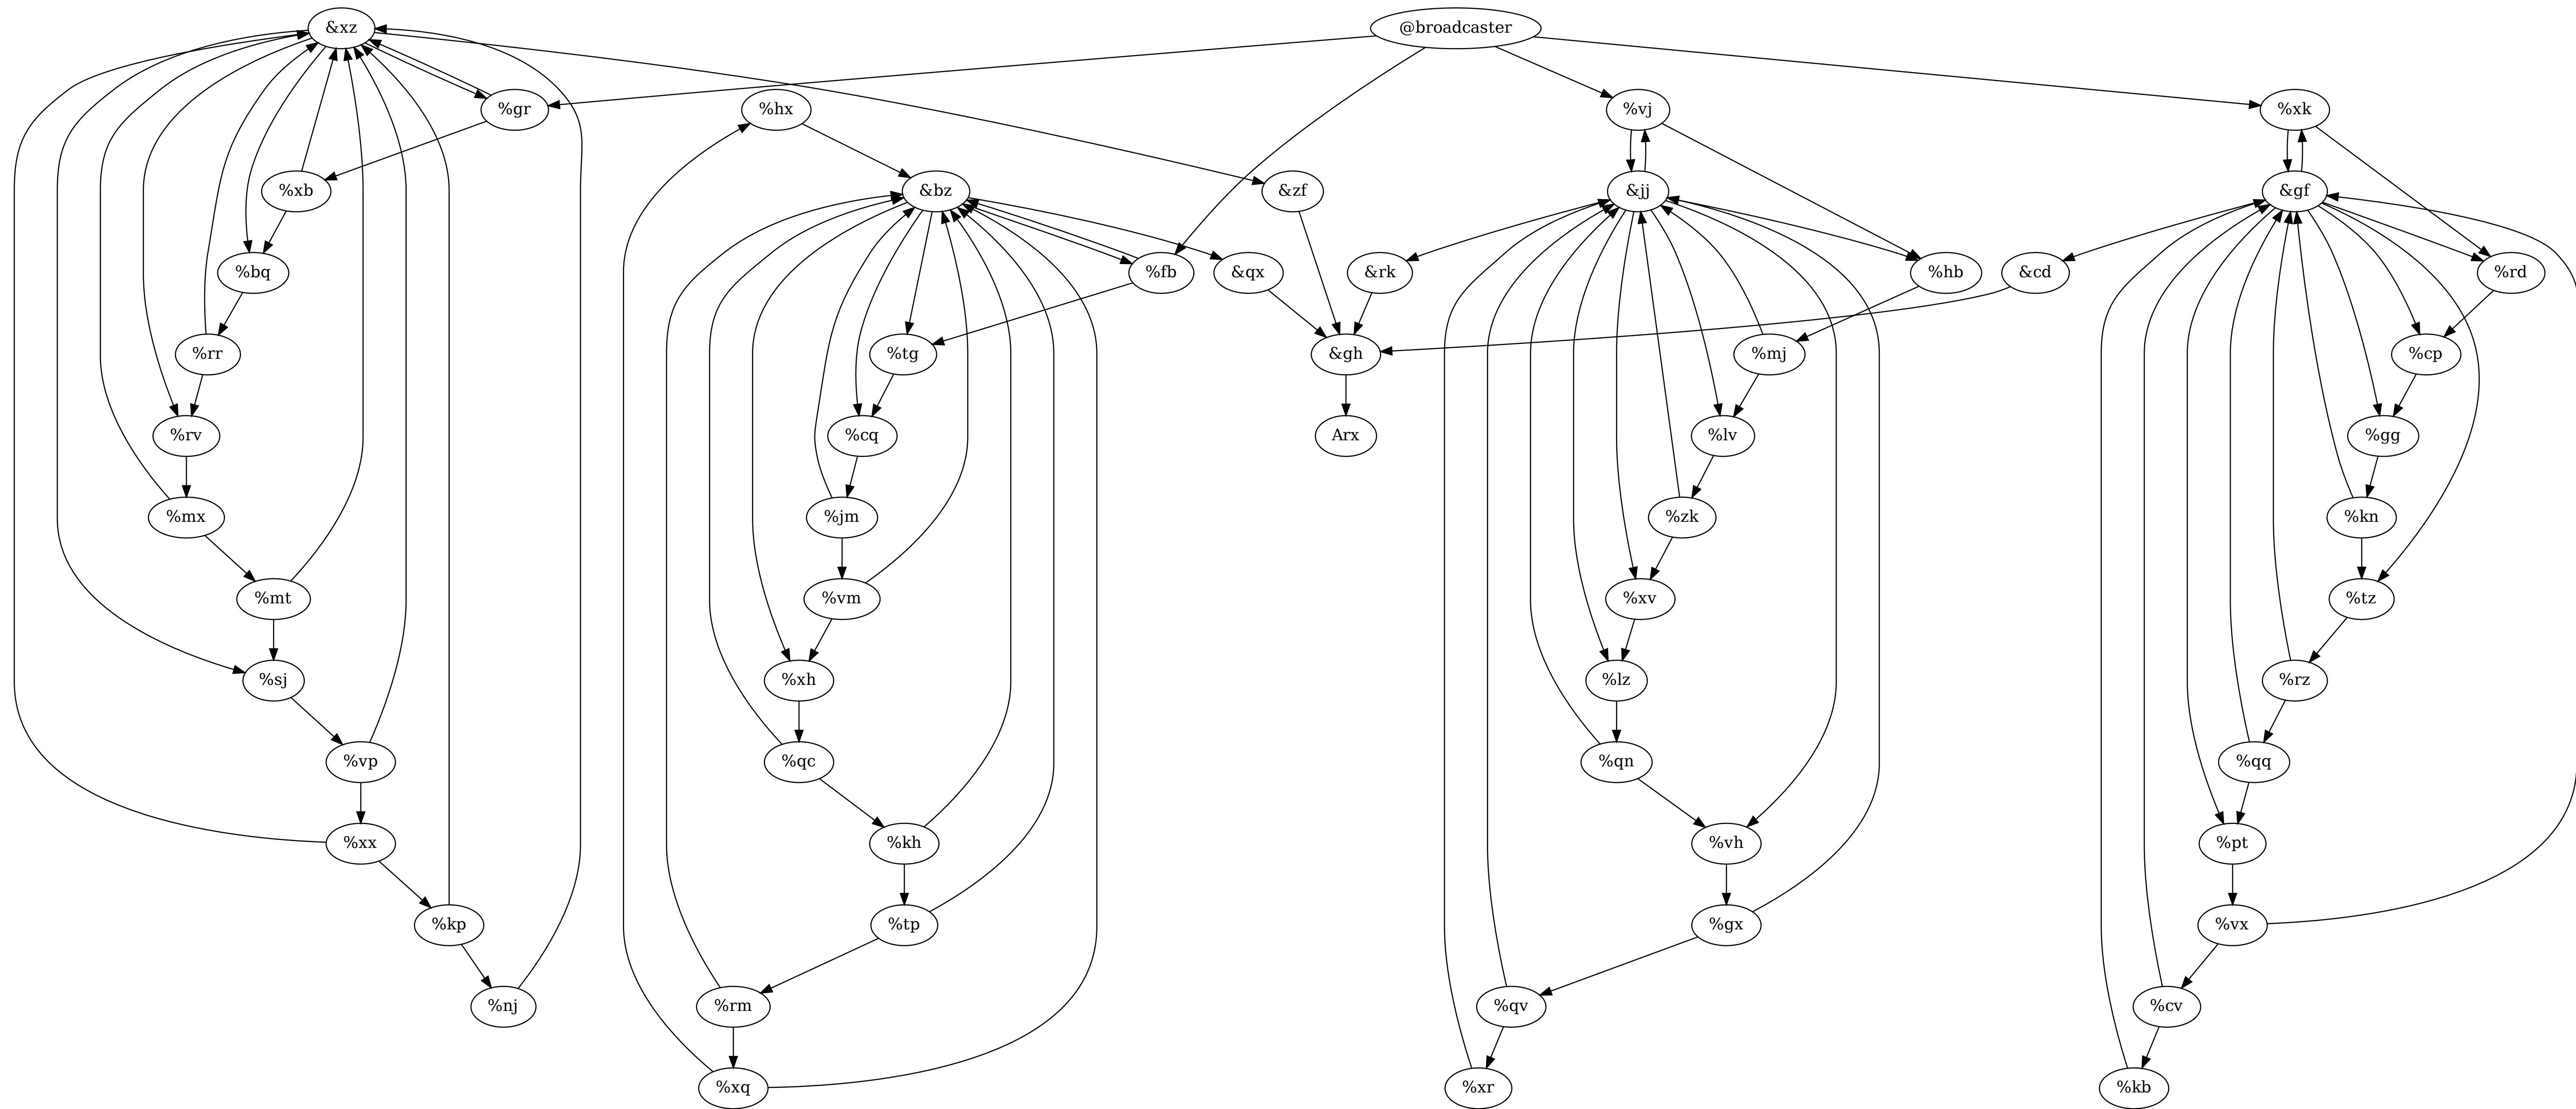 &xz @broadcaster
%gr %hx %vj %xk
%xb &bz &zf &jj &gf
%bq %fb &qx &rk %hb &cd %rd
%rr %tg &gh %mj %cp
%rv %cq Arx %lv %gg
%mx %jm %zk %kn
%mt %vm %xv %tz
%sj %xh %lz %rz
%vp %qc %qn %qq
%xx %kh %vh %pt
%kp %tp %gx %vx
%nj %rm %qv %cv
%xq %xr %kb